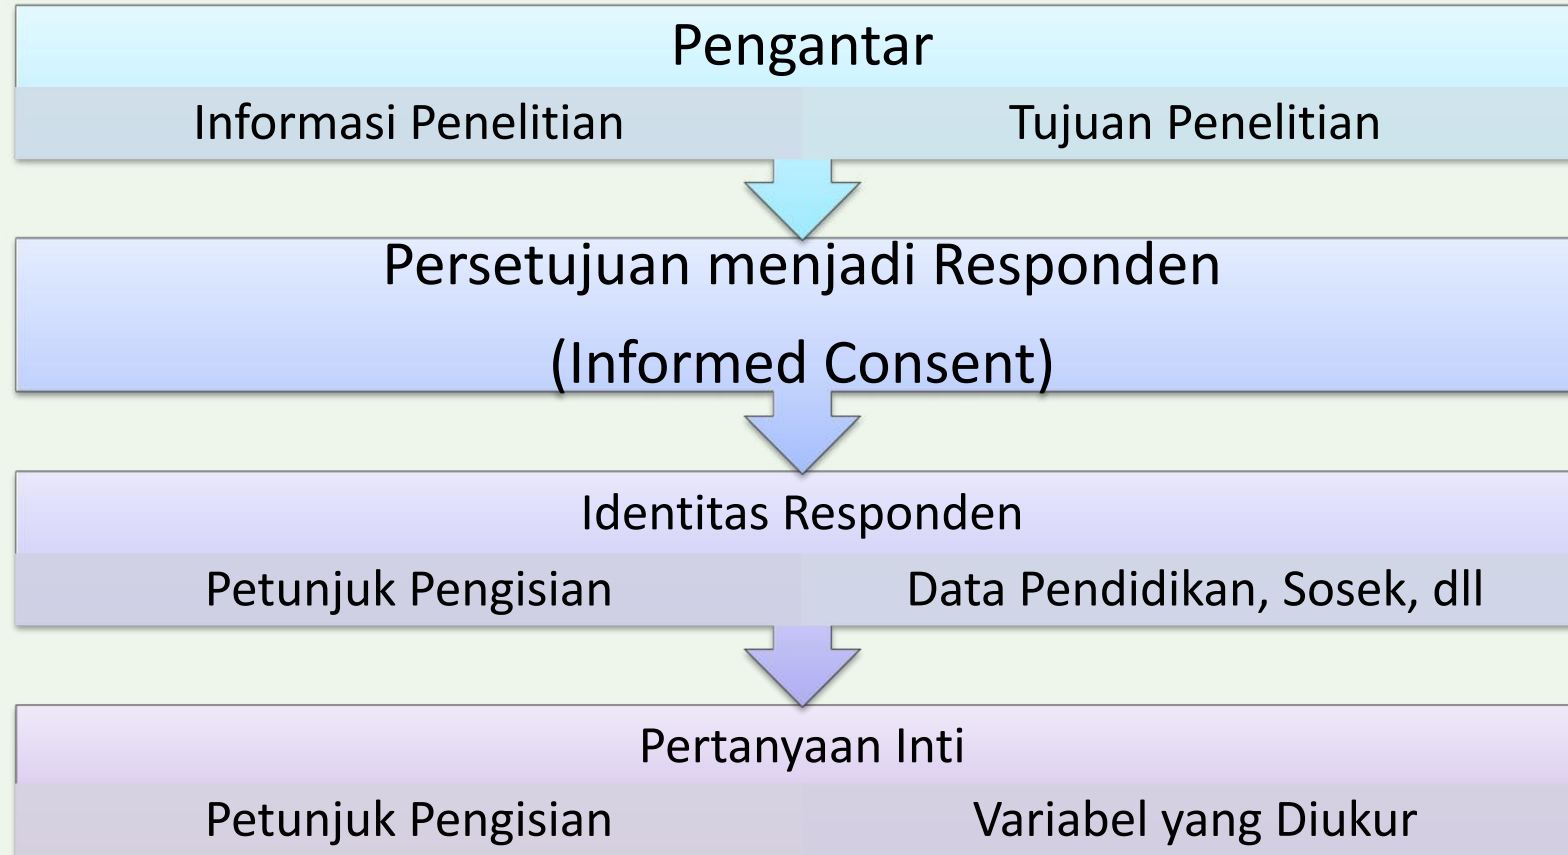 Pengantar
Informasi Penelitian
Tujuan Penelitian
Persetujuan menjadi Responden
(Informed Consent)
Identitas Responden
Petunjuk Pengisian
Data Pendidikan, Sosek, dll
Pertanyaan Inti
Petunjuk Pengisian
Variabel yang Diukur